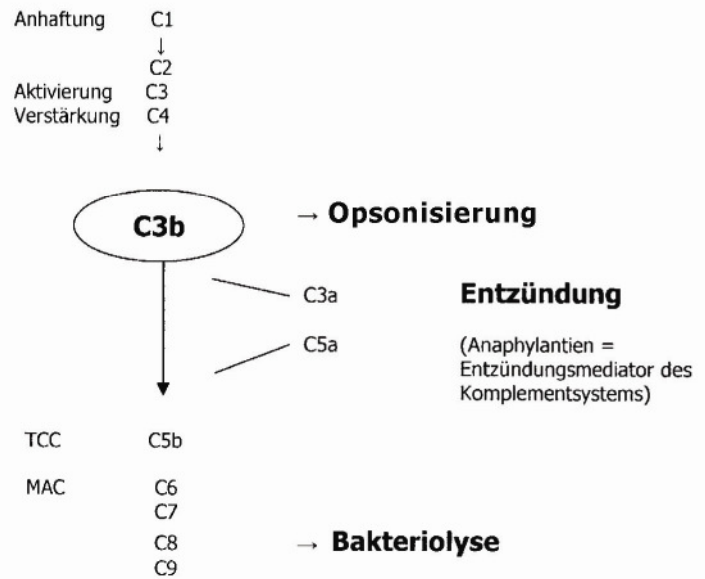 Anhaftung C1
↓
C2
Aktivierung C3
Verstärkung C4
↓
C3b → Opsonisierung
C3a Entzündung
C5a (Anaphylantien =
Entzündungsmediator des
Komplementsystems)
TCC C5b
MAC C6
C7
C8 → Bakteriolyse
C9